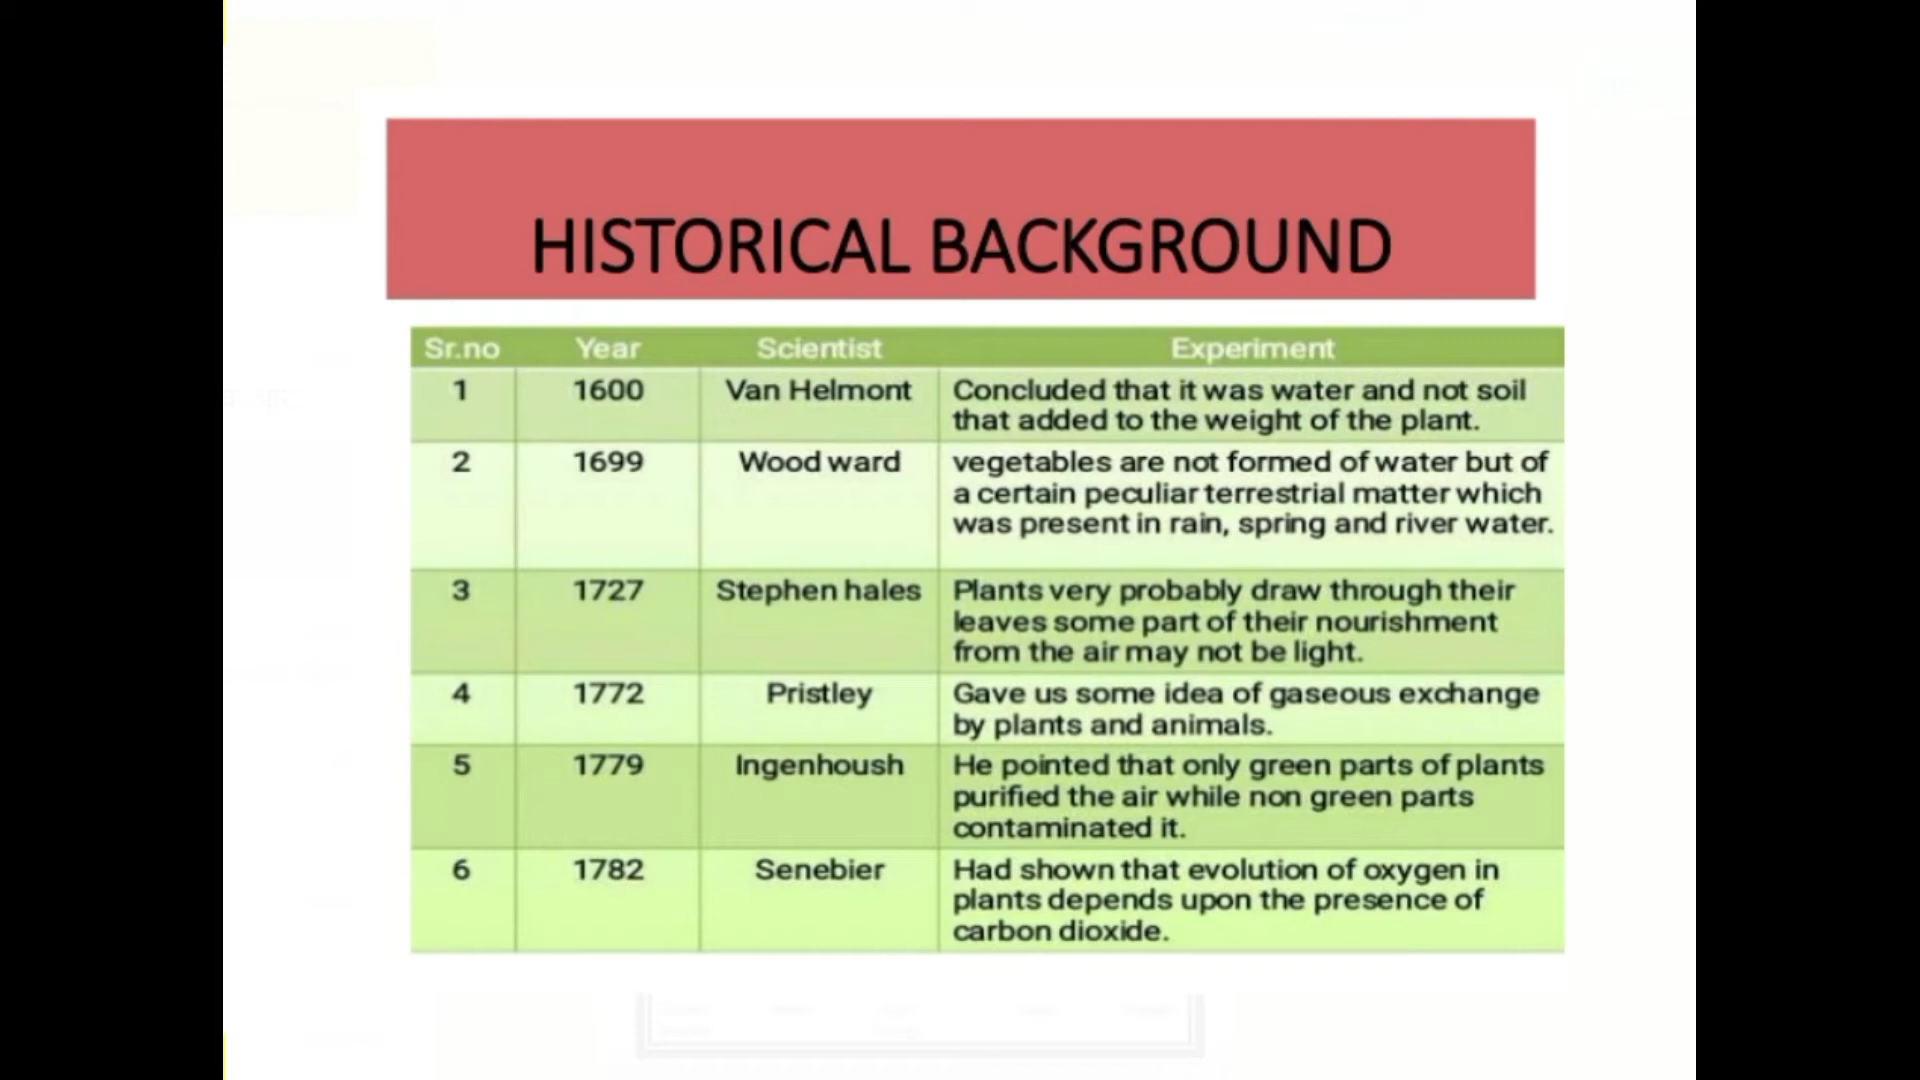 HISTORICAL BACKGROUND
Sr.no Year Scientist Experiment
1 1600 Van Helmont Concluded that it was water and not soil
that added to the weight of the plant.
2 1699 Wood ward vegetables are not formed of water but of
a certain peculiar terrestrial matter which
was present in rain, spring and river water.
3 1727 Stephen hales Plants very probably draw through their
leaves some part of their nourishment
from the air may not be light.
4 1772 Pristley Gave us some idea of gaseous exchange
by plants and animals.
5 1779 Ingenhoush He pointed that only green parts of plants
purified the air while non green parts
contaminated it.
6 1782 Senebier Had shown that evolution of oxygen in
plants depends upon the presence of
carbon dioxide.